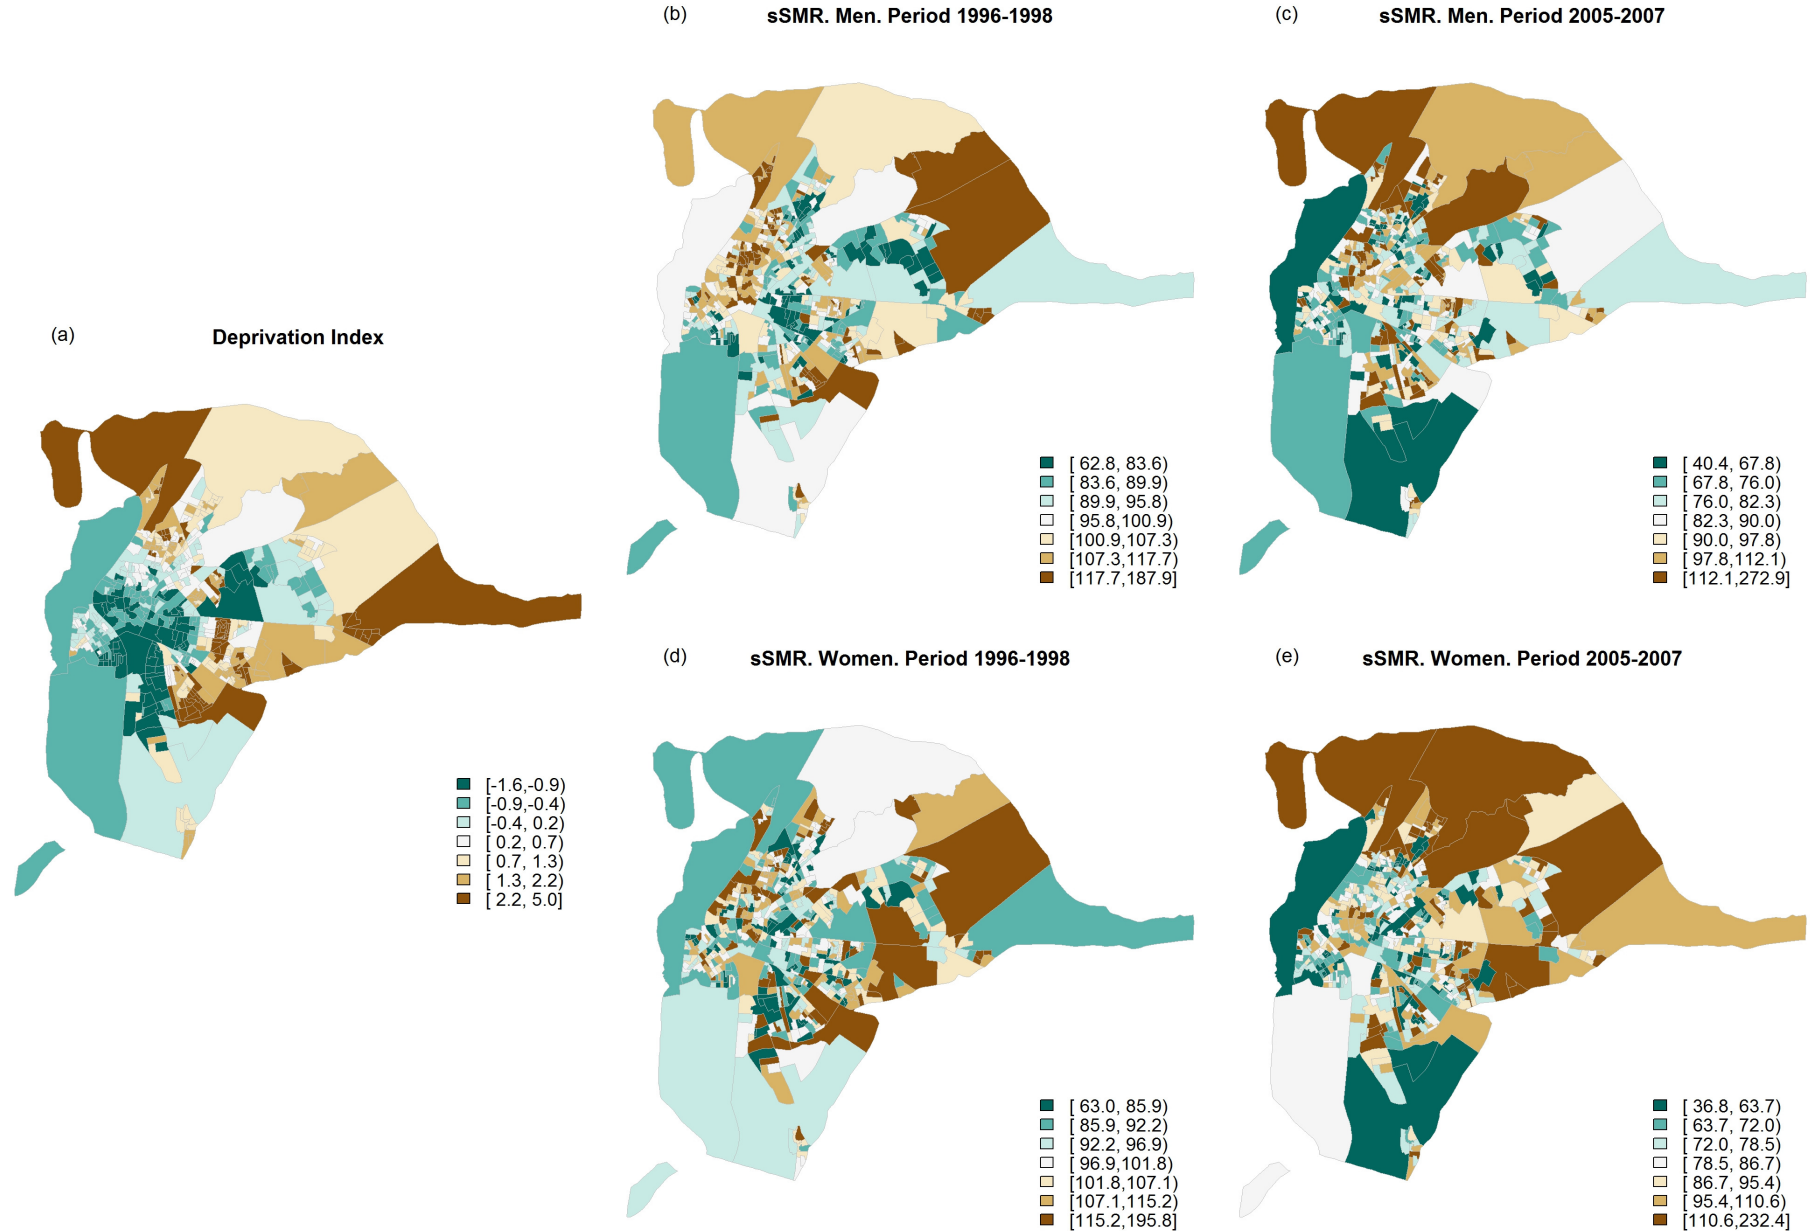 (b) sSMR. Men. Period 1996-1998
(c) sSMR. Men. Period 2005-2007
(a) Deprivation Index
[ 62.8, 83.6)
[ 83.6, 89.9)
[ 89.9, 95.8)
[ 95.8,100.9)
[100.9,107.3)
[107.3,117.7)
[117.7,187.9]
[ 40.4, 67.8)
[ 67.8, 76.0)
[ 76.0, 82.3)
[ 82.3, 90.0)
[ 90.0, 97.8)
[ 97.8,112.1)
[112.1,272.9]
(d) sSMR. Women. Period 1996-1998
(e) sSMR. Women. Period 2005-2007
[-1.6,-0.9)
[-0.9,-0.4)
[-0.4, 0.2)
[ 0.2, 0.7)
[ 0.7, 1.3)
[ 1.3, 2.2)
[ 2.2, 5.0]
[ 63.0, 85.9)
[ 85.9, 92.2)
[ 92.2, 96.9)
[ 96.9,101.8)
[101.8,107.1)
[107.1,115.2)
[115.2,195.8]
[ 36.8, 63.7)
[ 63.7, 72.0)
[ 72.0, 78.5)
[ 78.5, 86.7)
[ 86.7, 95.4)
[ 95.4,110.6)
[110.6,232.4]